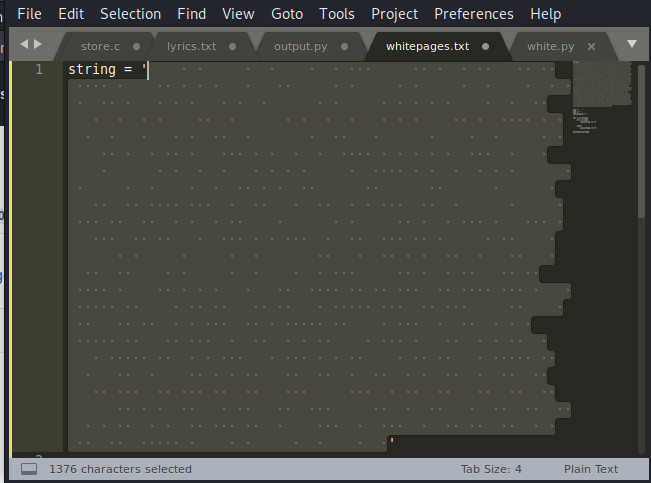 File Edit Selection Find View Goto Tools Project Preferences Help
store.c lyrics.txt output.py whitepages.txt white.py
1 string = '
'
1376 characters selected Tab Size: 4 Plain Text